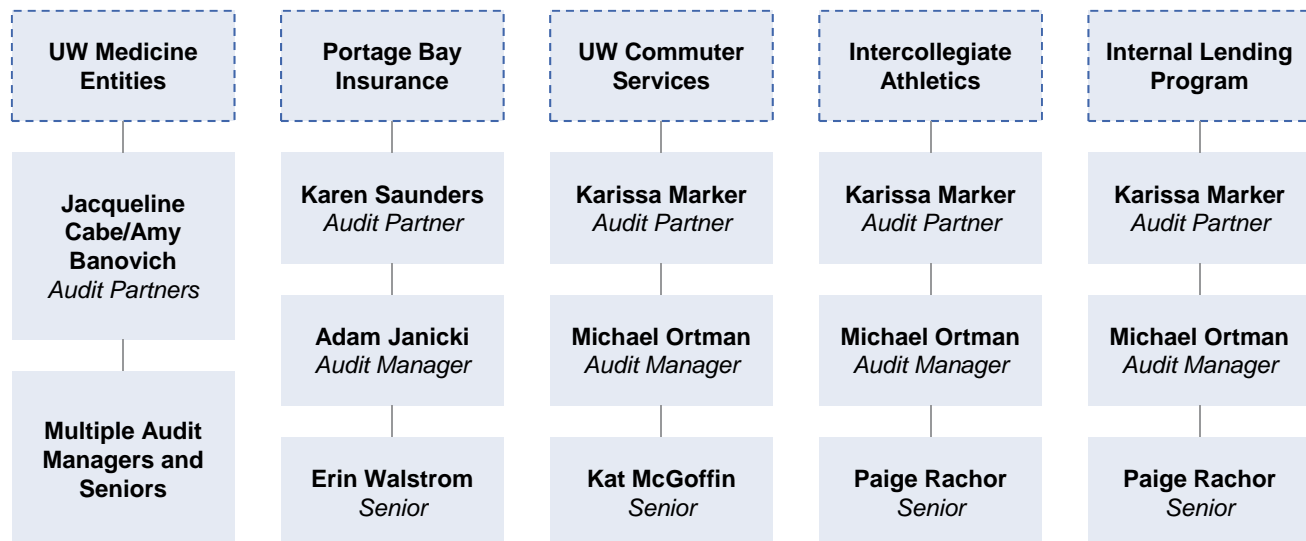 UW Medicine
Entities
Jacqueline
Cabe/Amy
Banovich
Audit Partners
Multiple Audit
Managers and
Seniors
Portage Bay
Insurance
Karen Saunders
Audit Partner
Adam Janicki
Audit Manager
Erin Walstrom
Senior
UW Commuter
Services
Karissa Marker
Audit Partner
Michael Ortman
Audit Manager
Kat McGoffin
Senior
Intercollegiate
Athletics
Karissa Marker
Audit Partner
Michael Ortman
Audit Manager
Paige Rachor
Senior
Internal Lending
Program
Karissa Marker
Audit Partner
Michael Ortman
Audit Manager
Paige Rachor
Senior